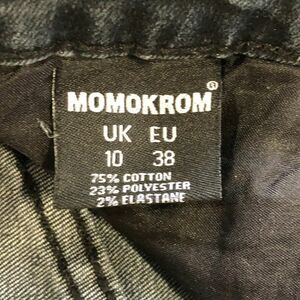 MOMOKROM®
UK EU
10 38
75% COTTON
23% POLYESTER
2% ELASTANE